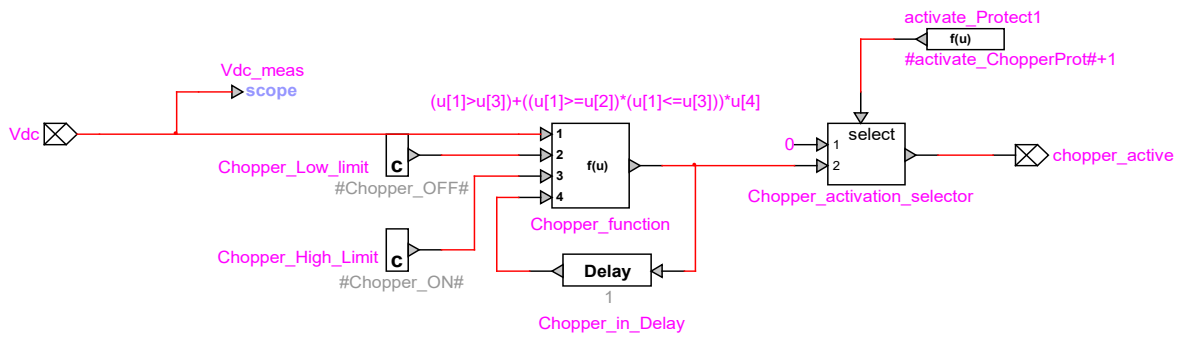 activate_Protect1
f(u)
#activate_ChopperProt#+1
Vdc_meas
scope
(u[1]>u[3])+((u[1]>=u[2])*(u[1]<=u[3]))*u[4]
Vdc
1
2
3
4
f(u)
select
0
1
2
chopper_active
c
Chopper_Low_limit
#Chopper_OFF#
Chopper_activation_selector
Chopper_function
c
Chopper_High_Limit
#Chopper_ON#
Delay
1
Chopper_in_Delay